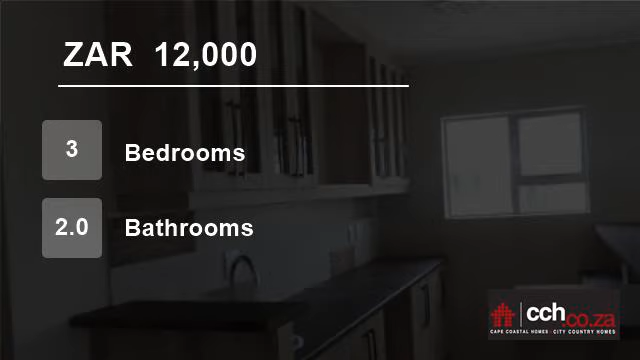 ZAR 12,000
3 Bedrooms
2.0 Bathrooms
cch.co.za
CAPE COASTAL HOMES - CITY COUNTRY HOMES